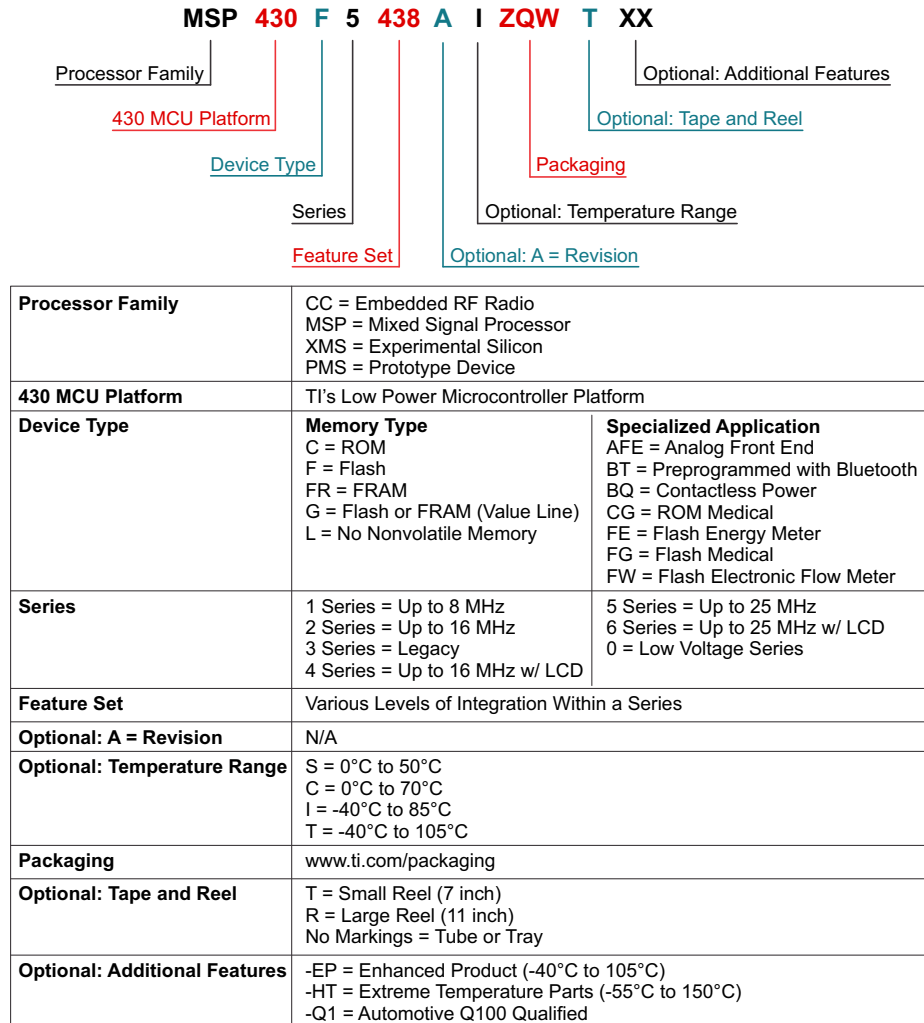 MSP 430 F 5 438 A I ZQW T XX
Processor Family
Optional: Additional Features
430 MCU Platform
Optional: Tape and Reel
Device Type
Packaging
Series
Optional: Temperature Range
Feature Set
Optional: A = Revision
Processor Family
CC = Embedded RF Radio
MSP = Mixed Signal Processor
XMS = Experimental Silicon
PMS = Prototype Device
430 MCU Platform
TI's Low Power Microcontroller Platform
Device Type
Memory Type
C = ROM
F = Flash
FR = FRAM
G = Flash or FRAM (Value Line)
L = No Nonvolatile Memory
Specialized Application
AFE = Analog Front End
BT = Preprogrammed with Bluetooth
BQ = Contactless Power
CG = ROM Medical
FE = Flash Energy Meter
FG = Flash Medical
FW = Flash Electronic Flow Meter
Series
1 Series = Up to 8 MHz
2 Series = Up to 16 MHz
3 Series = Legacy
4 Series = Up to 16 MHz w/ LCD
5 Series = Up to 25 MHz
6 Series = Up to 25 MHz w/ LCD
0 = Low Voltage Series
Feature Set
Various Levels of Integration Within a Series
Optional: A = Revision
N/A
Optional: Temperature Range
S = 0°C to 50°C
C = 0°C to 70°C
I = -40°C to 85°C
T = -40°C to 105°C
Packaging
www.ti.com/packaging
Optional: Tape and Reel
T = Small Reel (7 inch)
R = Large Reel (11 inch)
No Markings = Tube or Tray
Optional: Additional Features
-EP = Enhanced Product (-40°C to 105°C)
-HT = Extreme Temperature Parts (-55°C to 150°C)
-Q1 = Automotive Q100 Qualified